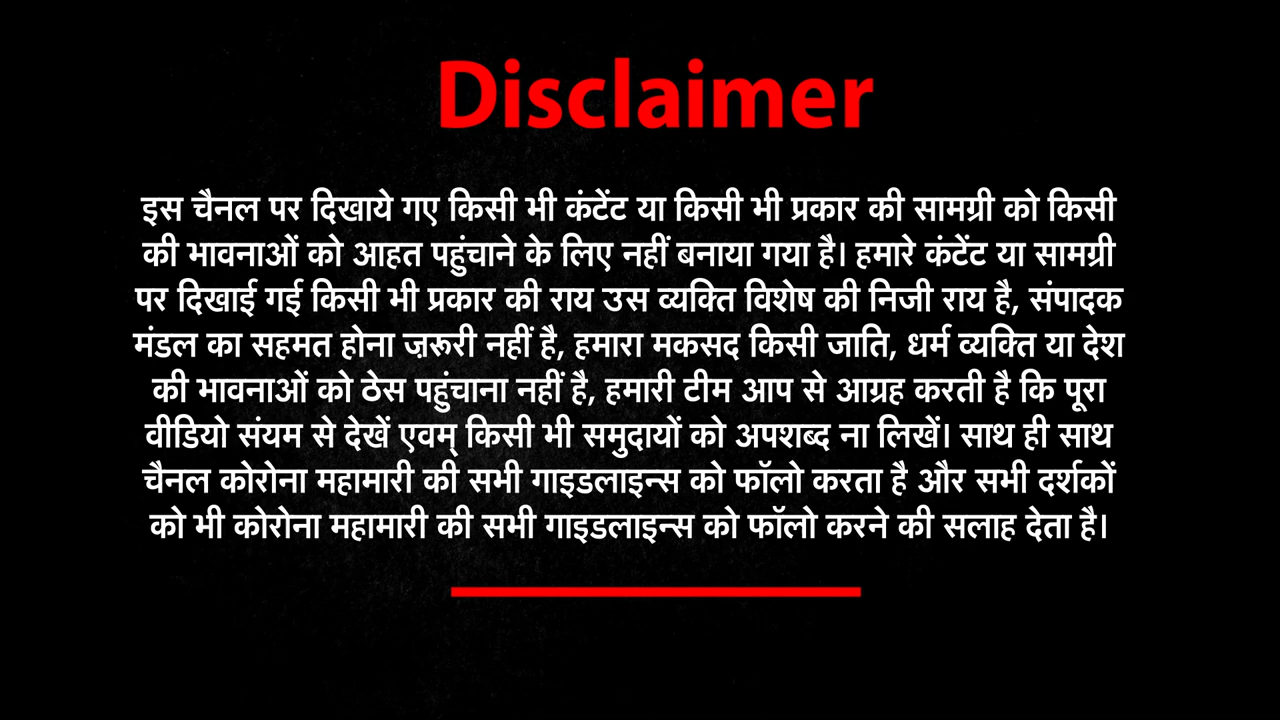 Disclaimer
इस चैनल पर दिखाये गए किसी भी कंटेंट या किसी भी प्रकार की सामग्री को किसी
की भावनाओं को आहत पहुंचाने के लिए नहीं बनाया गया है। हमारे कंटेंट या सामग्री
पर दिखाई गई किसी भी प्रकार की राय उस व्यक्ति विशेष की निजी राय है, संपादक
मंडल का सहमत होना ज़रूरी नहीं है, हमारा मकसद किसी जाति, धर्म व्यक्ति या देश
की भावनाओं को ठेस पहुंचाना नहीं है, हमारी टीम आप से आग्रह करती है कि पूरा
वीडियो संयम से देखें एवम् किसी भी समुदायों को अपशब्द ना लिखें। साथ ही साथ
चैनल कोरोना महामारी की सभी गाइडलाइन्स को फॉलो करता है और सभी दर्शकों
को भी कोरोना महामारी की सभी गाइडलाइन्स को फॉलो करने की सलाह देता है।